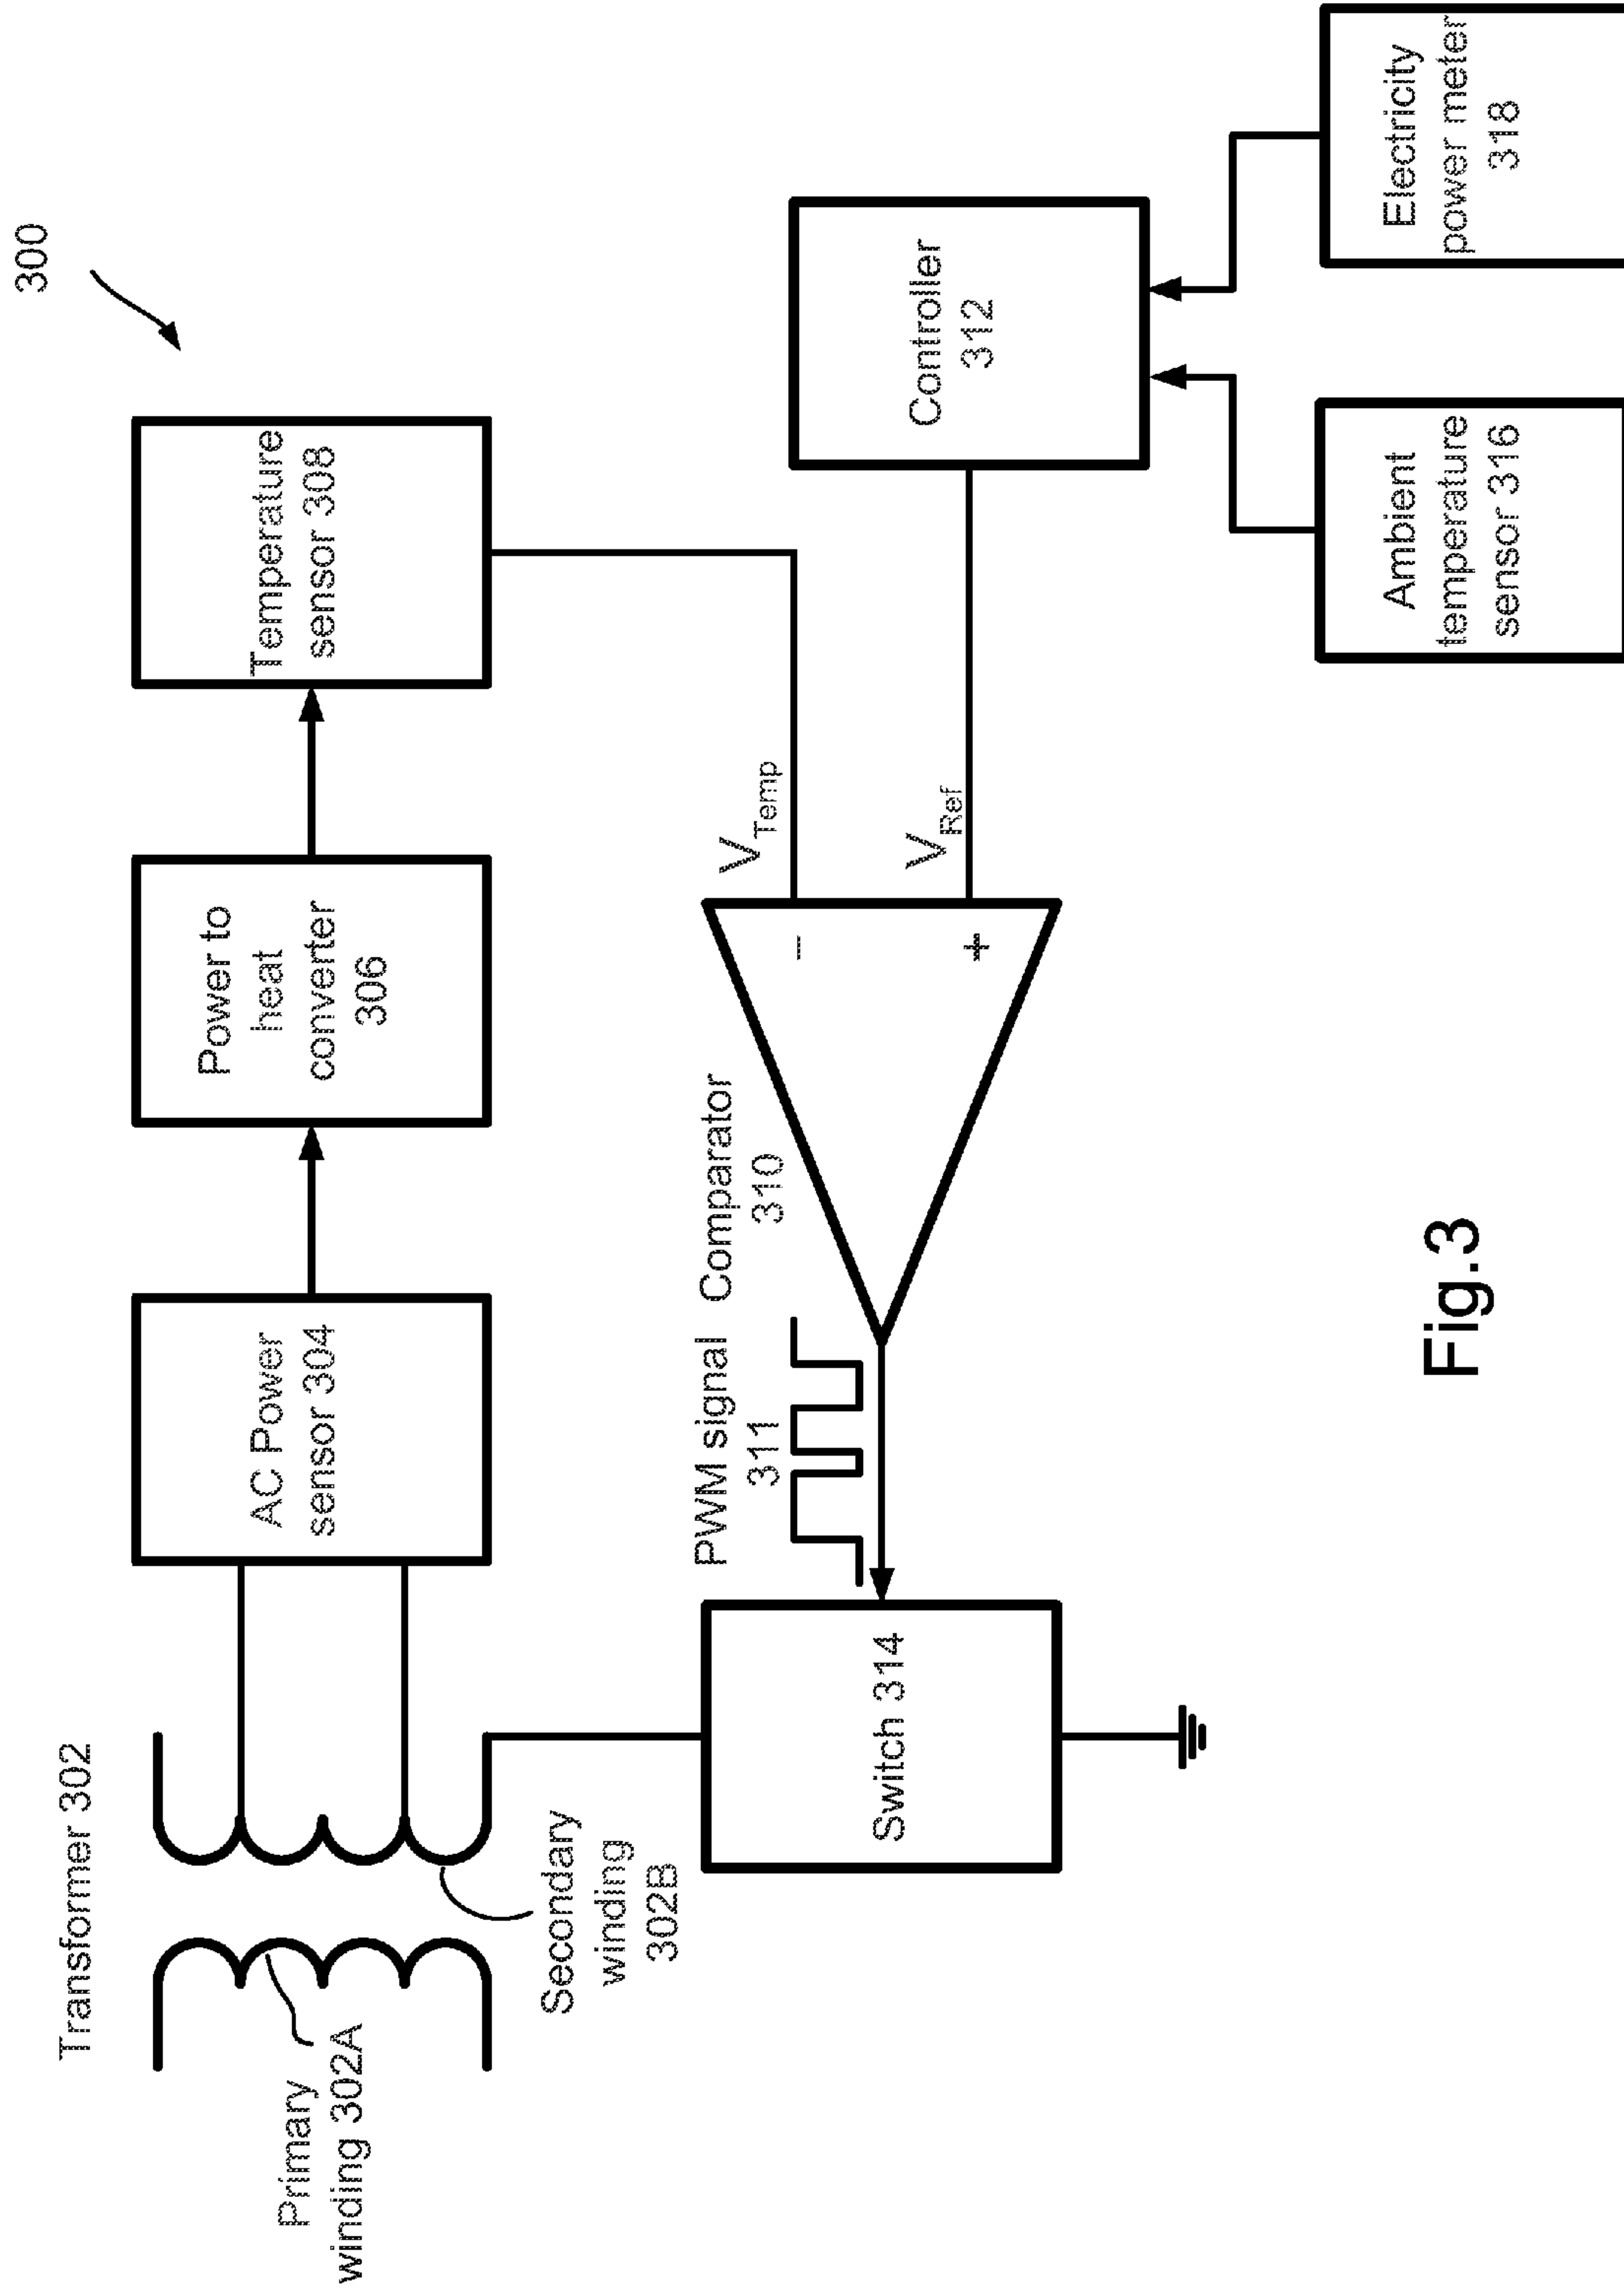 300
Transformer 302
Primary
winding 302A
Secondary
winding
302B
AC Power
sensor 304
Power to
heat
converter
306
Temperature
sensor 308
Switch 314
PWM signal
311
Comparator
310
−
+
VTemp
VRef
Controller
312
Ambient
temperature
sensor 316
Electricity
power meter
318
Fig.3